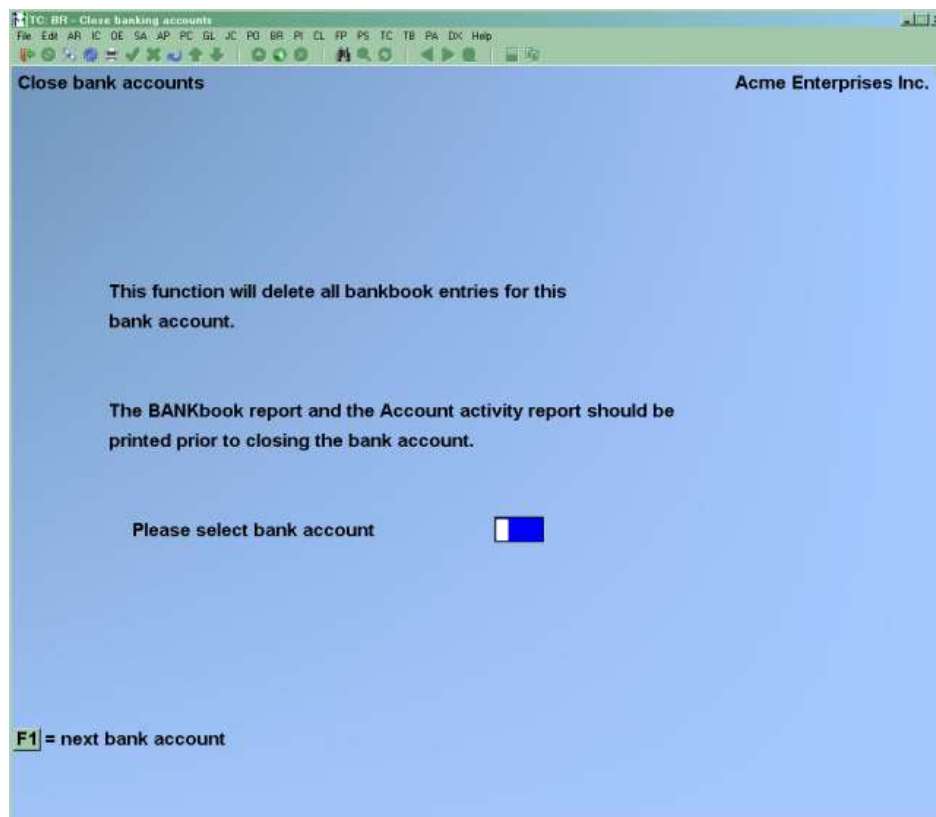 TC: BR - Close banking accounts
File Edit AR IC OE SA AP PC GL JC PO BR PI CL FP PS TC TB PA DX Help
Close bank accounts Acme Enterprises Inc.
This function will delete all bankbook entries for this
bank account.
The BANKbook report and the Account activity report should be
printed prior to closing the bank account.
Please select bank account
F1 = next bank account